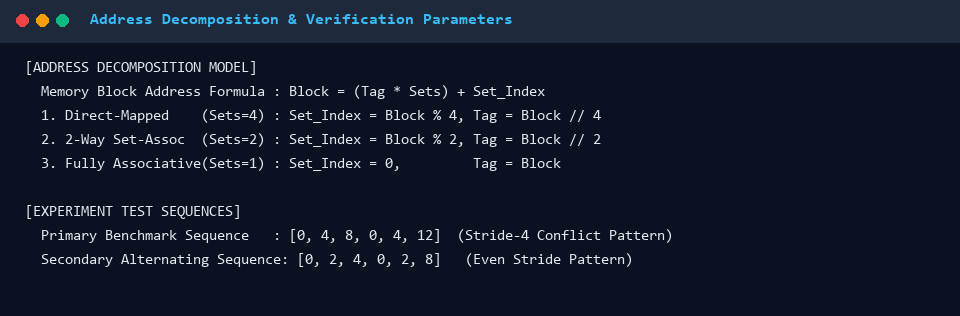 Address Decomposition & Verification Parameters
[ADDRESS DECOMPOSITION MODEL]
Memory Block Address Formula : Block = (Tag * Sets) + Set_Index
1. Direct-Mapped    (Sets=4) : Set_Index = Block % 4, Tag = Block // 4
2. 2-Way Set-Assoc  (Sets=2) : Set_Index = Block % 2, Tag = Block // 2
3. Fully Associative(Sets=1) : Set_Index = 0,         Tag = Block
[EXPERIMENT TEST SEQUENCES]
Primary Benchmark Sequence   : [0, 4, 8, 0, 4, 12]  (Stride-4 Conflict Pattern)
Secondary Alternating Sequence: [0, 2, 4, 0, 2, 8]   (Even Stride Pattern)